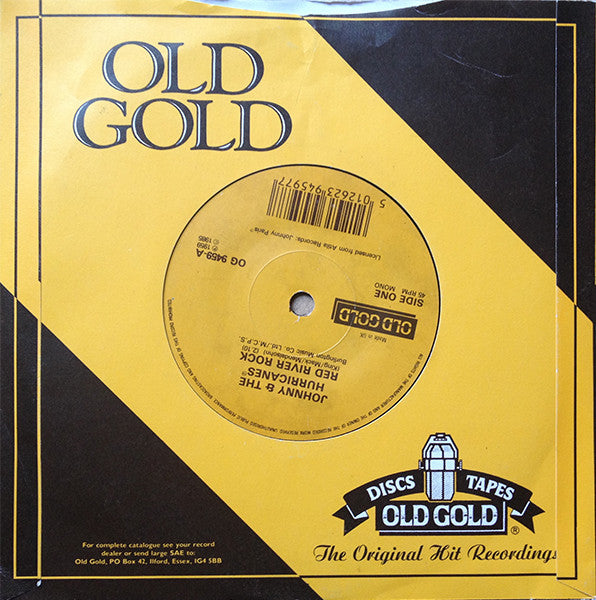 OLD
GOLD
5 012623 945977
Licensed from Atila Records: Johnny Paris
OG 9459-A
℗ 1959
© 1985
SIDE ONE
45 RPM MONO
OLD GOLD
Made in UK
JOHNNY & THE
HURRICANES
RED RIVER ROCK
(King/Mack/Mendelsohn) (2.10)
Burlington Music Co. Ltd./M.C.P.S.
DISCS TAPES
OLD GOLD ®
The Original Hit Recordings
For complete catalogue see your record
dealer or send large SAE to:
Old Gold, PO Box 42, Ilford, Essex, IG4 5BB